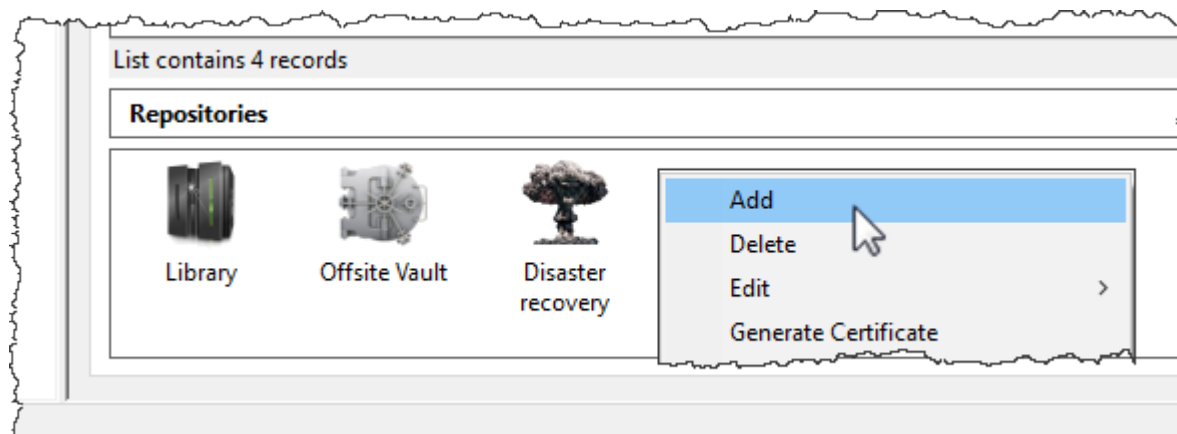 List contains 4 records
Repositories
Library
Offsite Vault
Disaster
recovery
Add
Delete
Edit
Generate Certificate